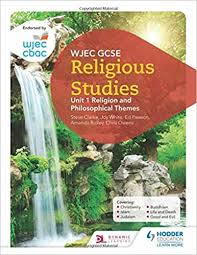 Endorsed by
wjec
cbac
WJEC GCSE
Religious
Studies
Unit 1 Religion and
Philosophical Themes
Steve Clarke, Joy White, Ed Pawson,
Amanda Ridley, Chris Owens
Covering:
• Christianity
• Islam
• Judaism
• Buddhism
• Life and Death
• Good and Evil
DYNAMIC
LEARNING
HODDER
EDUCATION
LEARN MORE